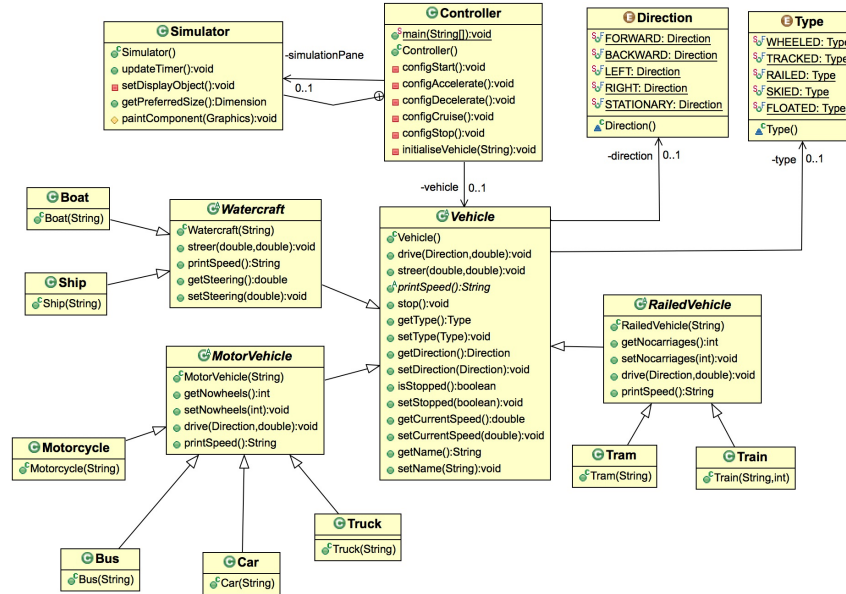 Simulator
Simulator()
updateTimer():void
setDisplayObject():void
getPreferredSize():Dimension
paintComponent(Graphics):void
-simulationPane
0..1
Controller
main(String[]):void
Controller()
configStart():void
configAccelerate():void
configDecelerate():void
configCruise():void
configStop():void
initialiseVehicle(String):void
Direction
FORWARD: Direction
BACKWARD: Direction
LEFT: Direction
RIGHT: Direction
STATIONARY: Direction
Direction()
Type
WHEELED: Type
TRACKED: Type
RAILED: Type
SKIED: Type
FLOATED: Type
Type()
-direction 0..1
-type 0..1
-vehicle 0..1
Boat
Boat(String)
Ship
Ship(String)
Watercraft
Watercraft(String)
streer(double,double):void
printSpeed():String
getSteering():double
setSteering(double):void
Vehicle
Vehicle()
drive(Direction,double):void
streer(double,double):void
printSpeed():String
stop():void
getType():Type
setType(Type):void
getDirection():Direction
setDirection(Direction):void
isStopped():boolean
setStopped(boolean):void
getCurrentSpeed():double
setCurrentSpeed(double):void
getName():String
setName(String):void
RailedVehicle
RailedVehicle(String)
getNocarriages():int
setNocarriages(int):void
drive(Direction,double):void
printSpeed():String
MotorVehicle
MotorVehicle(String)
getNowheels():int
setNowheels(int):void
drive(Direction,double):void
printSpeed():String
Motorcycle
Motorcycle(String)
Tram
Tram(String)
Train
Train(String,int)
Truck
Truck(String)
Bus
Bus(String)
Car
Car(String)